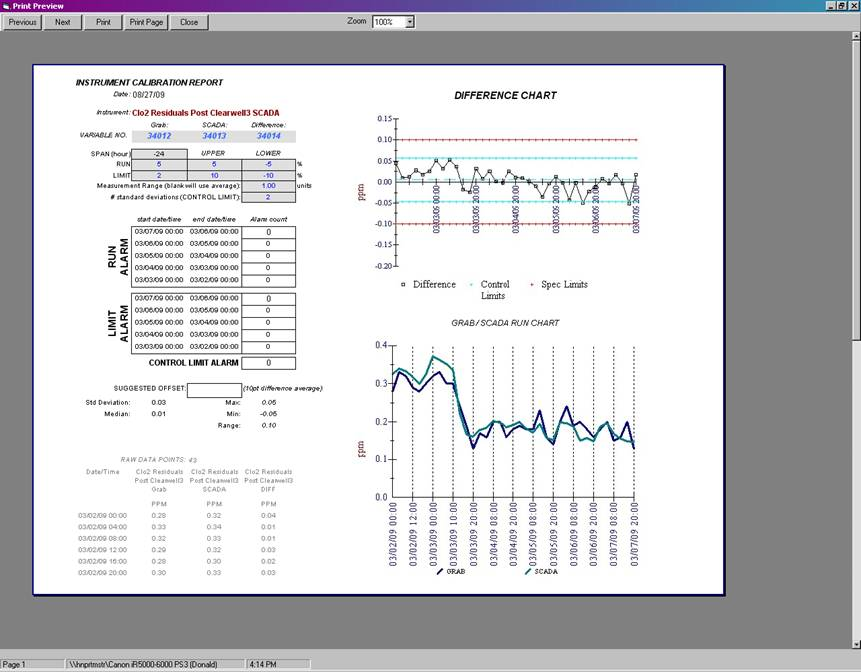 Print Preview
Previous Next Print Print Page Close Zoom 100%
INSTRUMENT CALIBRATION REPORT
Date: 08/27/09
Instrument: Clo2 Residuals Post Clearwell3 SCADA
Grab: SCADA: Difference:
VARIABLE NO. 34012 34013 34014
SPAN (hour) -24 UPPER LOWER
RUN 5 5 -5 %
LIMIT 2 10 -10 %
Measurement Range (blank will use average): 1.00 units
# standard deviations (CONTROL LIMIT): 2
start date/time end date/time Alarm count
RUN ALARM
03/07/09 00:00 03/06/09 00:00 0
03/06/09 00:00 03/05/09 00:00 0
03/05/09 00:00 03/04/09 00:00 0
03/04/09 00:00 03/03/09 00:00 0
03/03/09 00:00 03/02/09 00:00 0
LIMIT ALARM
03/07/09 00:00 03/06/09 00:00 0
03/06/09 00:00 03/05/09 00:00 0
03/05/09 00:00 03/04/09 00:00 0
03/04/09 00:00 03/03/09 00:00 0
03/03/09 00:00 03/02/09 00:00 0
CONTROL LIMIT ALARM 0
SUGGESTED OFFSET: (10pt difference average)
Std Deviation: 0.03 Max: 0.05
Median: 0.01 Min: -0.05
Range: 0.10
RAW DATA POINTS: 43
Date/Time Clo2 Residuals Clo2 Residuals Clo2 Residuals
Post Clearwell3 Post Clearwell3 Post Clearwell3
Grab SCADA DIFF
PPM PPM PPM
03/02/09 00:00 0.28 0.32 0.04
03/02/09 04:00 0.33 0.34 0.01
03/02/09 08:00 0.32 0.33 0.01
03/02/09 12:00 0.29 0.32 0.03
03/02/09 16:00 0.28 0.30 0.02
03/02/09 20:00 0.30 0.33 0.03
DIFFERENCE CHART
0.15
0.10
0.05
0.00
-0.05
-0.10
-0.15
-0.20
ppm
03/03/09 00:00
03/03/09 20:00
03/04/09 20:00
03/05/09 20:00
03/06/09 20:00
03/07/09 20:00
Difference Control Limits Spec Limits
GRAB / SCADA RUN CHART
0.4
0.3
0.2
0.1
0.0
ppm
03/02/09 00:00
03/02/09 12:00
03/03/09 00:00
03/03/09 10:00
03/03/09 20:00
03/04/09 08:00
03/04/09 20:00
03/05/09 08:00
03/05/09 20:00
03/06/09 08:00
03/06/09 20:00
03/07/09 08:00
03/07/09 20:00
GRAB SCADA
Page 1 \\hnprtmstr\Canon iR5000-6000 PS3 (Donald) 4:14 PM